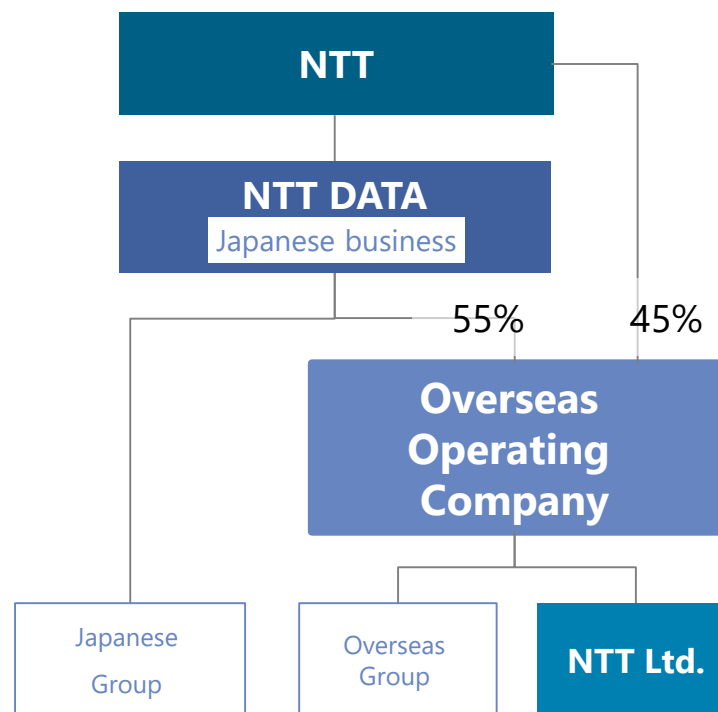 NTT
NTT DATA
Japanese business
55%
45%
Overseas
Operating
Company
Japanese
Group
Overseas
Group
NTT Ltd.